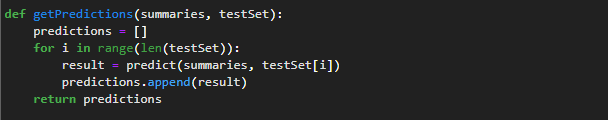 def getPredictions(summaries, testSet):
    predictions = []
    for i in range(len(testSet)):
        result = predict(summaries, testSet[i])
        predictions.append(result)
    return predictions